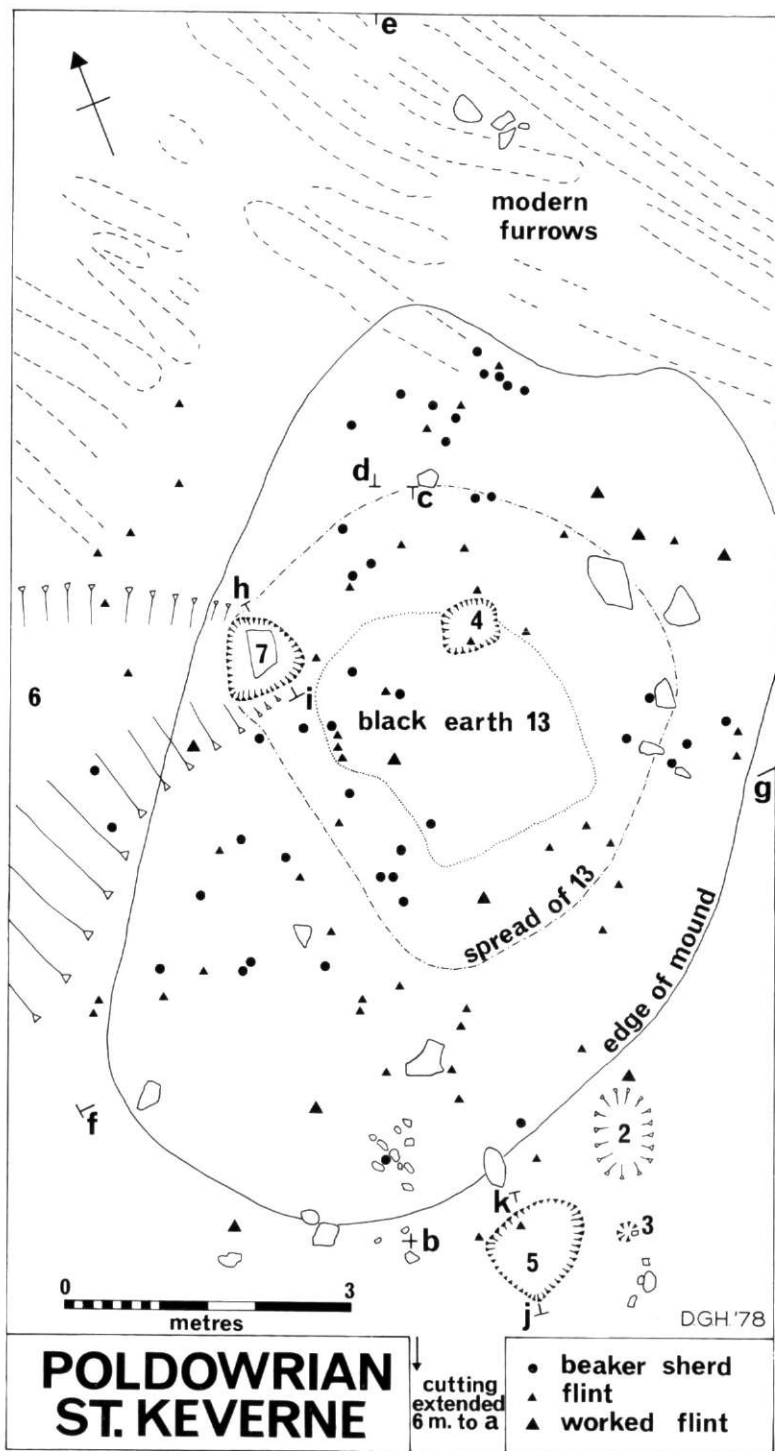 e
modern
furrows
d
c
h
4
7
i
6
black earth 13
g
spread of 13
edge of mound
f
2
k
3
b
5
j
0 3
metres
DGH '78
POLDOWRIAN
ST. KEVERNE
cutting
extended
6 m. to a
beaker sherd
flint
worked flint